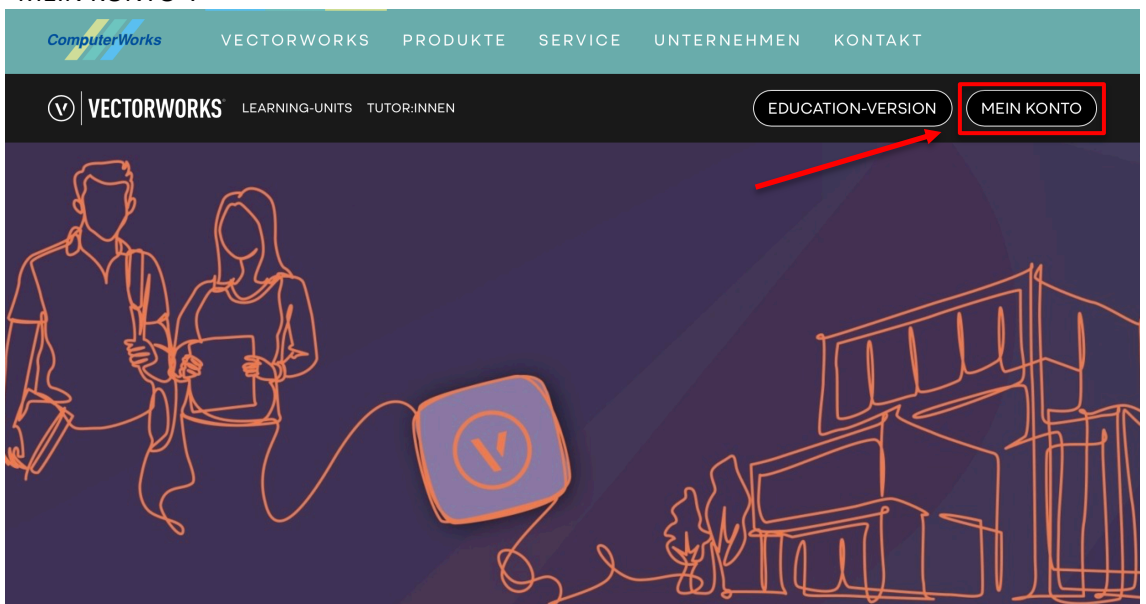 ComputerWorks VECTORWORKS PRODUKTE SERVICE UNTERNEHMEN KONTAKT
VECTORWORKS LEARNING-UNITS TUTOR:INNEN EDUCATION-VERSION MEIN KONTO